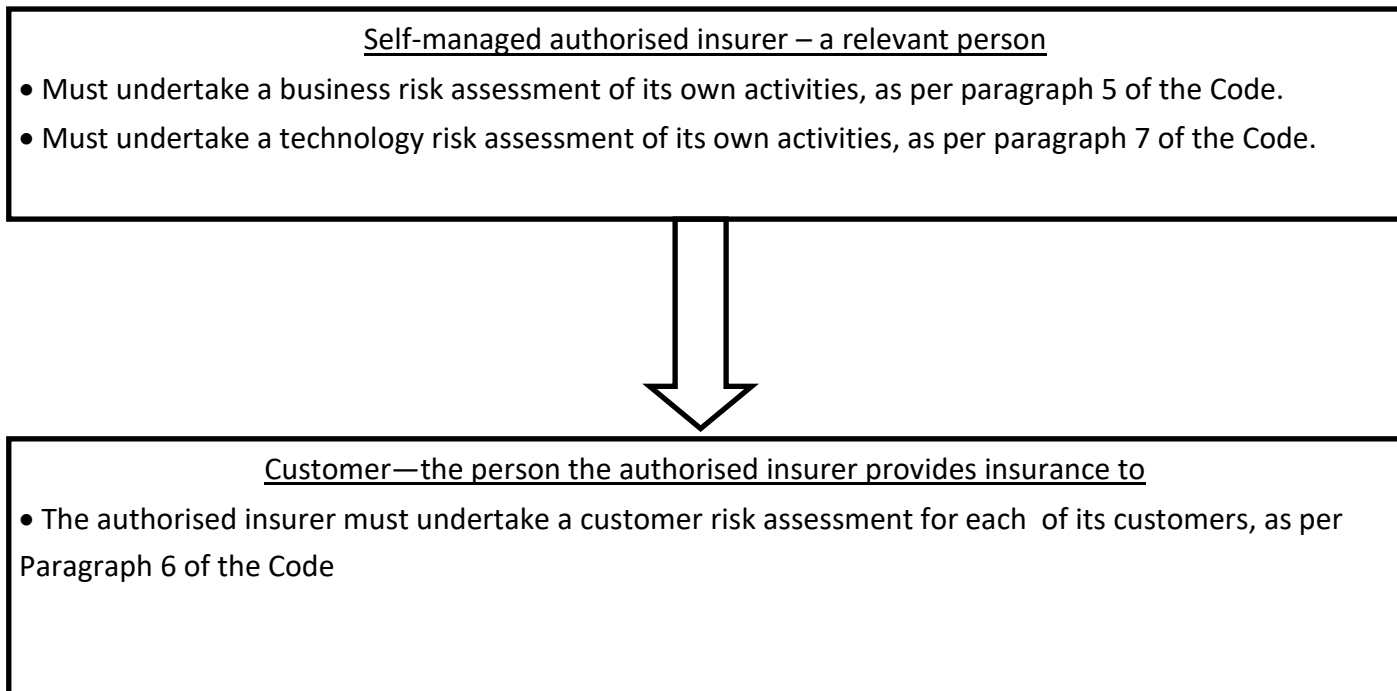 Self-managed authorised insurer – a relevant person
• Must undertake a business risk assessment of its own activities, as per paragraph 5 of the Code.
• Must undertake a technology risk assessment of its own activities, as per paragraph 7 of the Code.
Customer—the person the authorised insurer provides insurance to
• The authorised insurer must undertake a customer risk assessment for each  of its customers, as per
Paragraph 6 of the Code